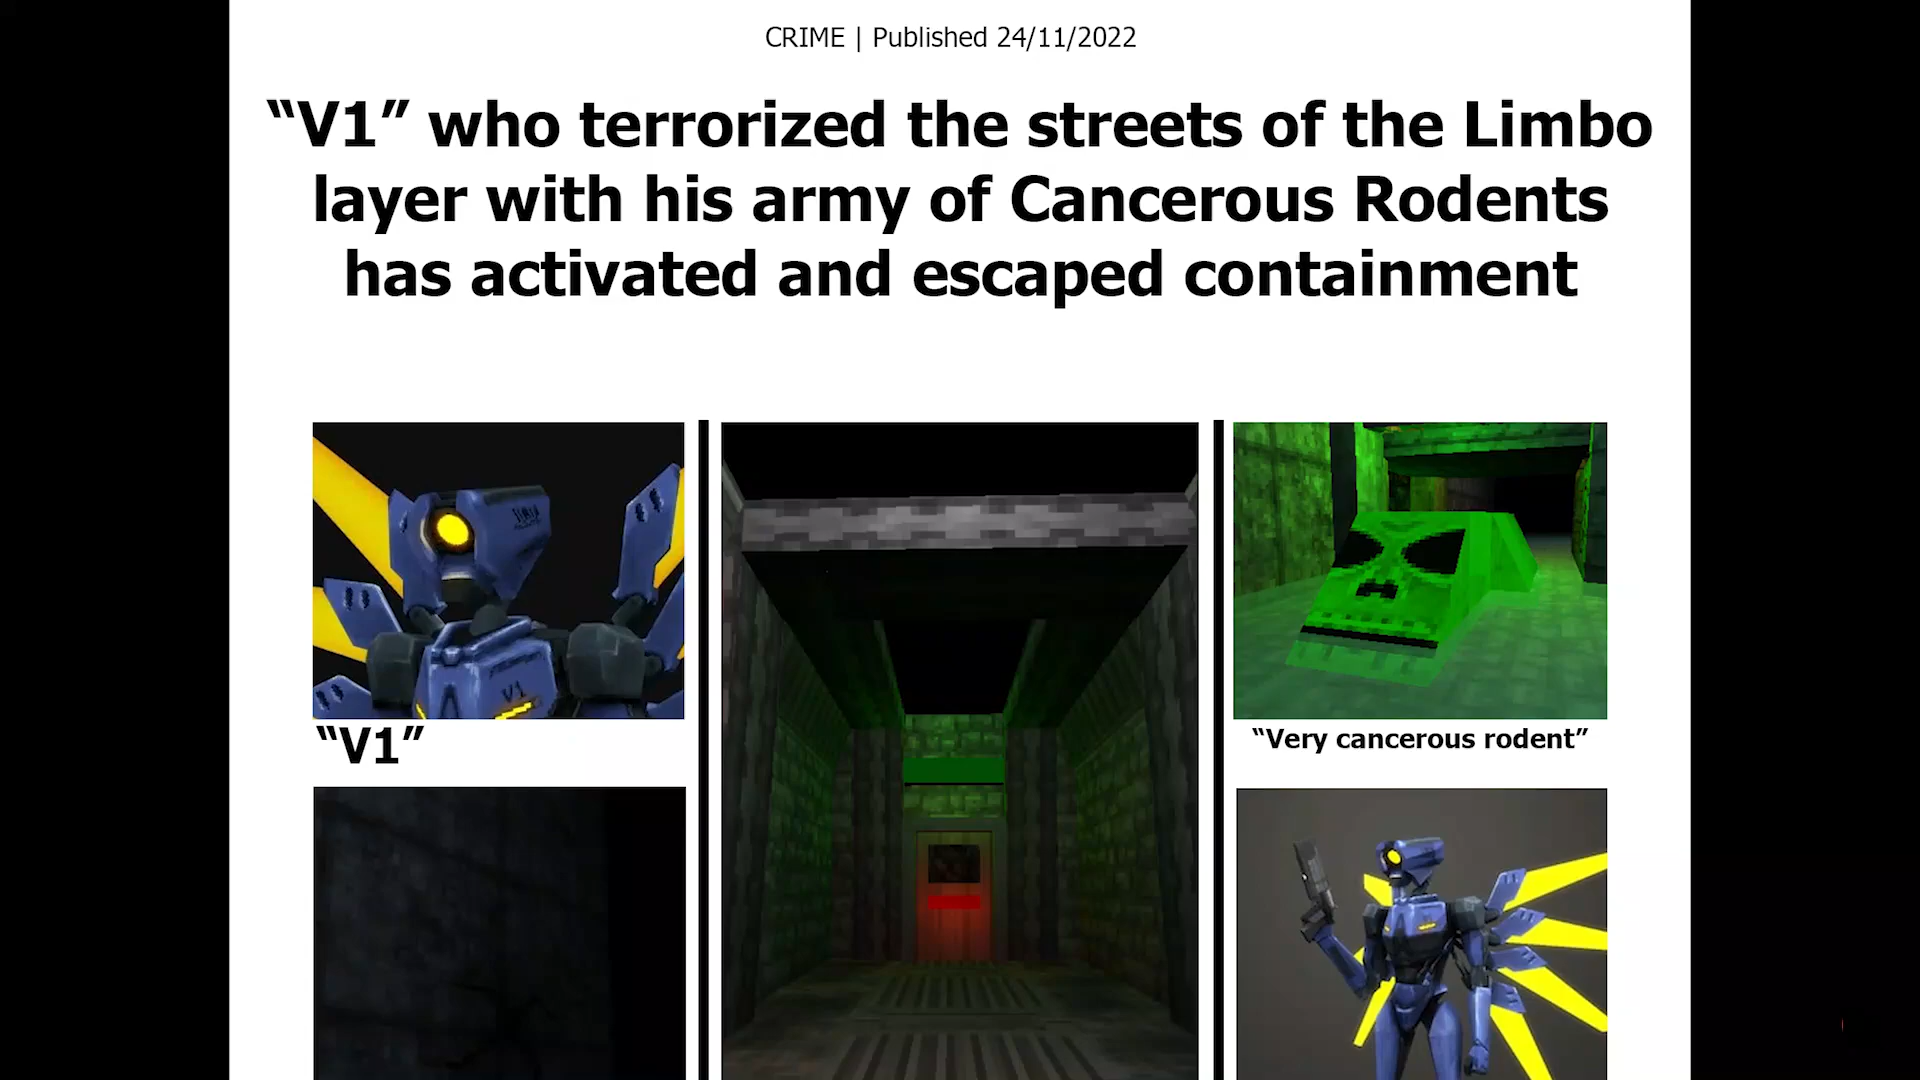 CRIME | Published 24/11/2022
“V1” who terrorized the streets of the Limbo
layer with his army of Cancerous Rodents
has activated and escaped containment
V1
“V1”
“Very cancerous rodent”